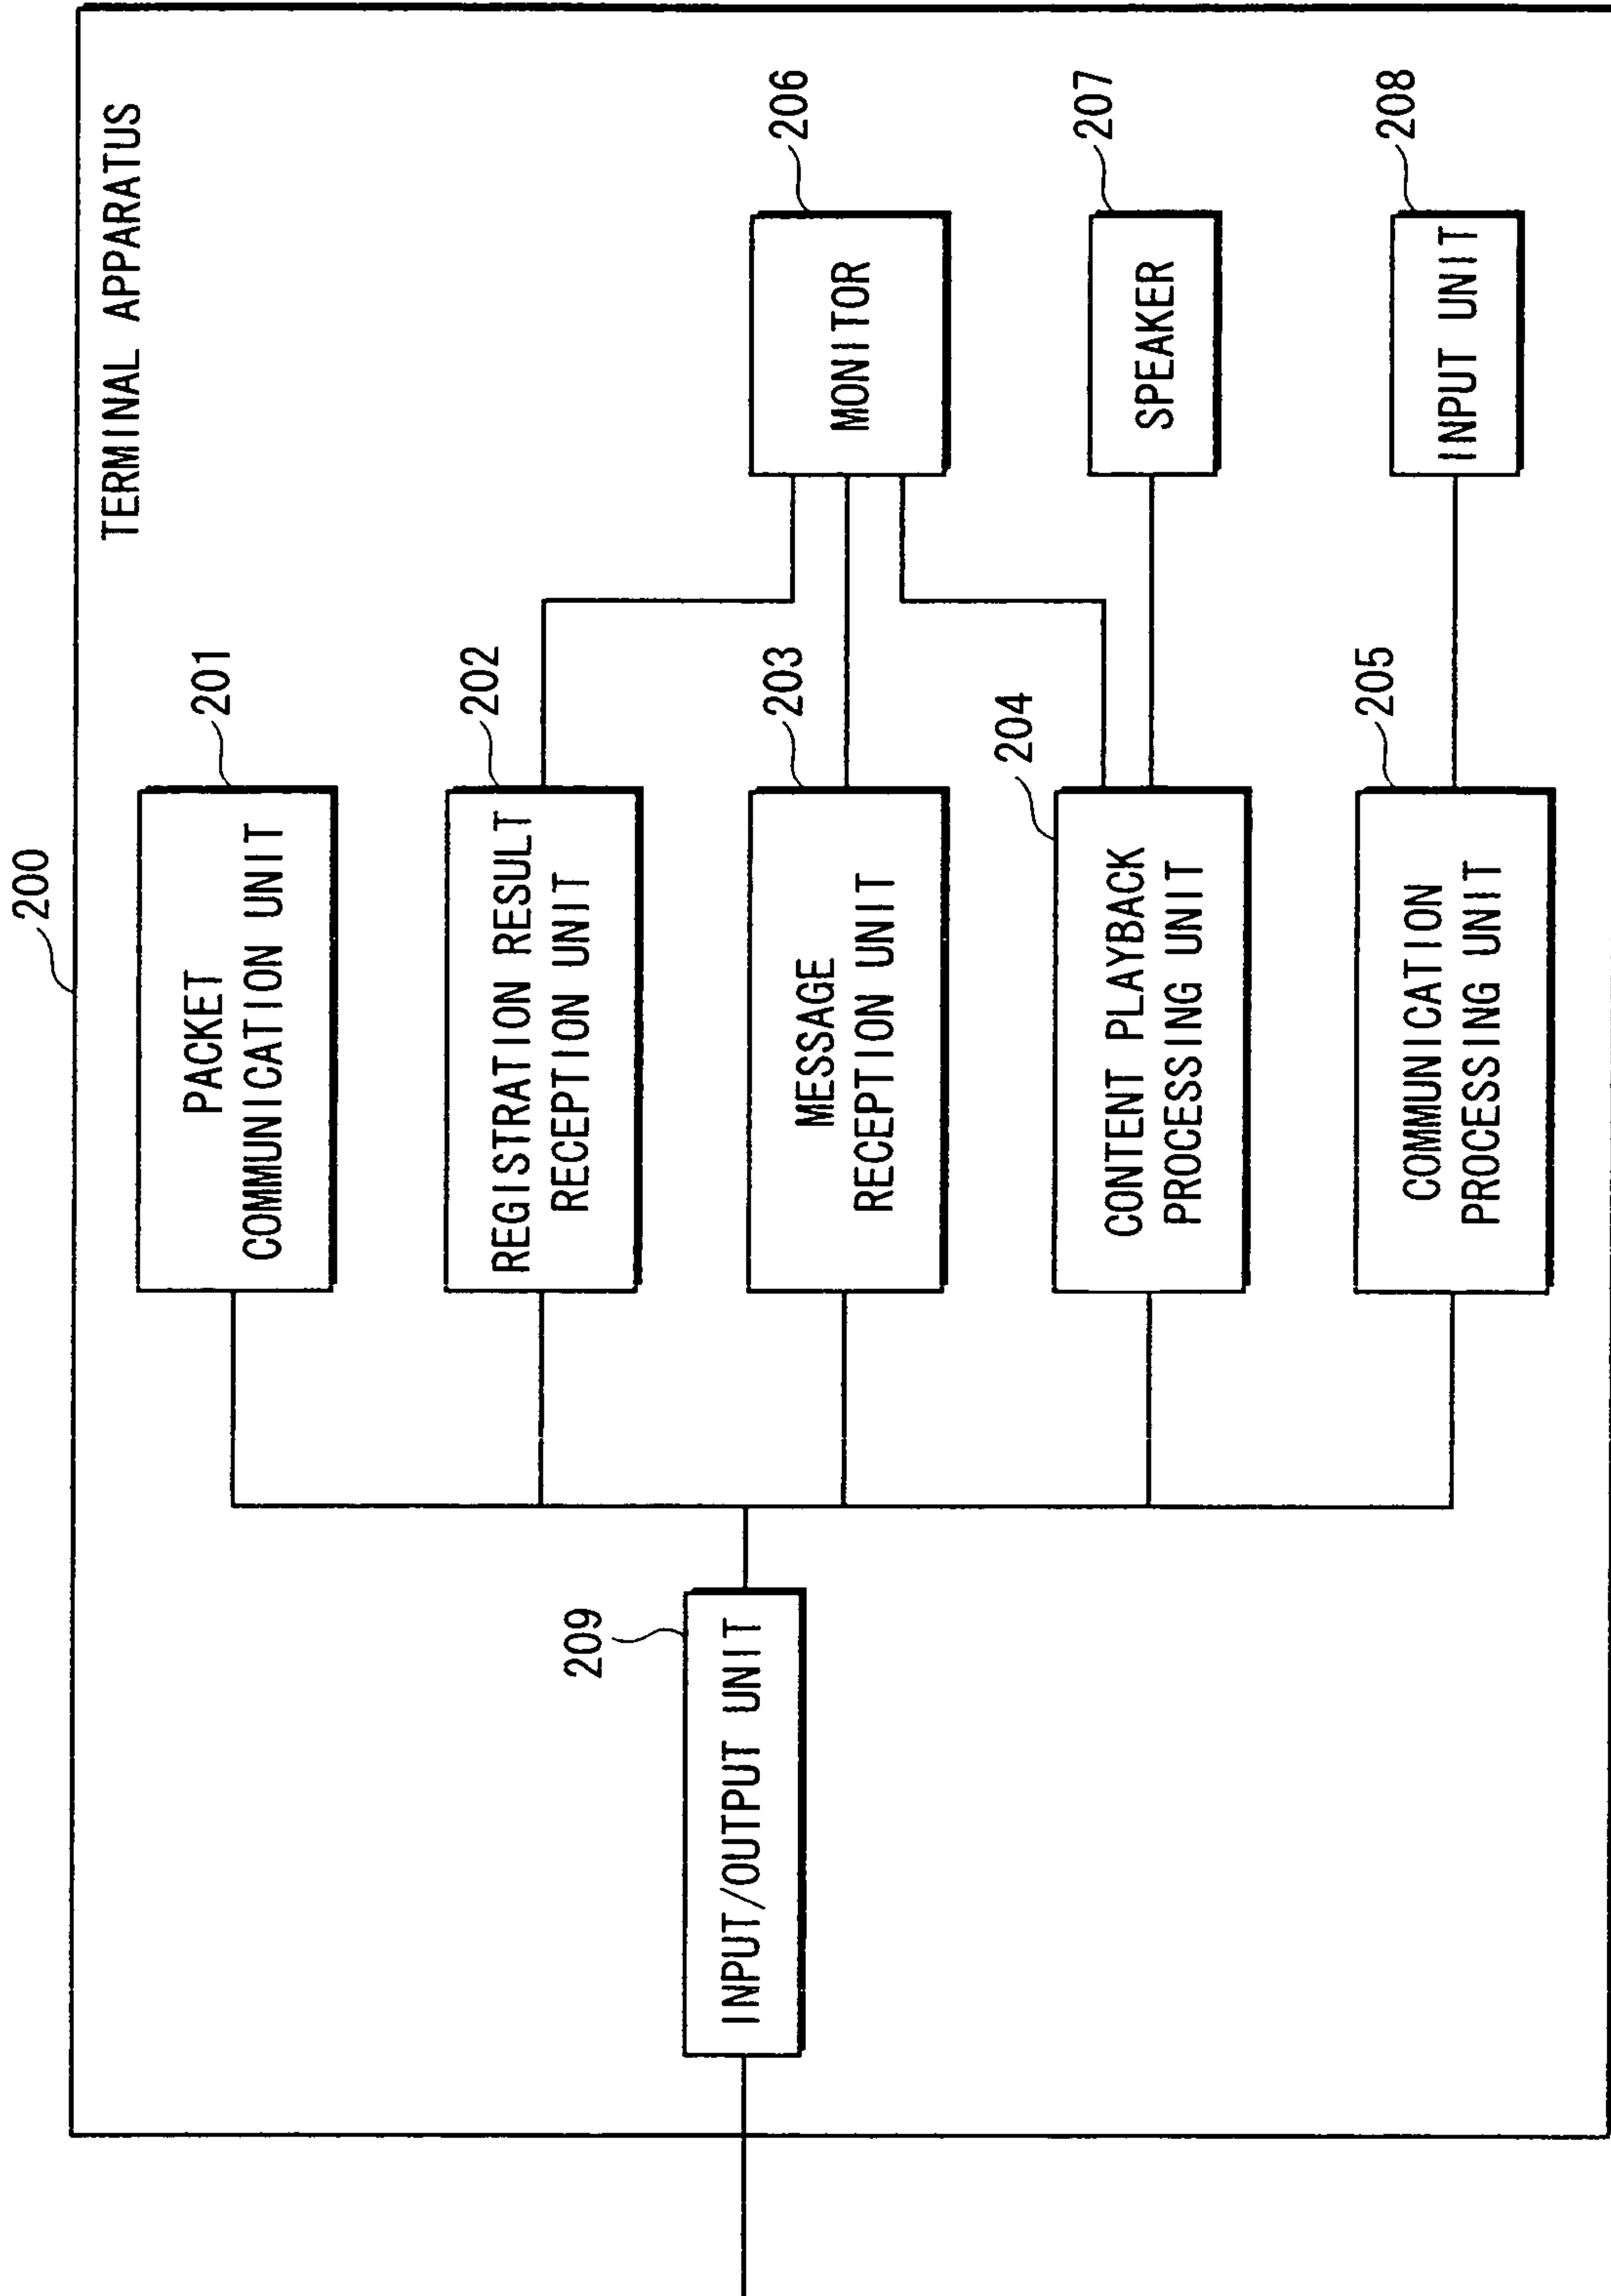 200
TERMINAL APPARATUS
201
PACKET
COMMUNICATION UNIT
202
REGISTRATION RESULT
RECEPTION UNIT
206
MONITOR
209
INPUT/OUTPUT UNIT
203
MESSAGE
RECEPTION UNIT
207
SPEAKER
204
CONTENT PLAYBACK
PROCESSING UNIT
208
INPUT UNIT
205
COMMUNICATION
PROCESSING UNIT